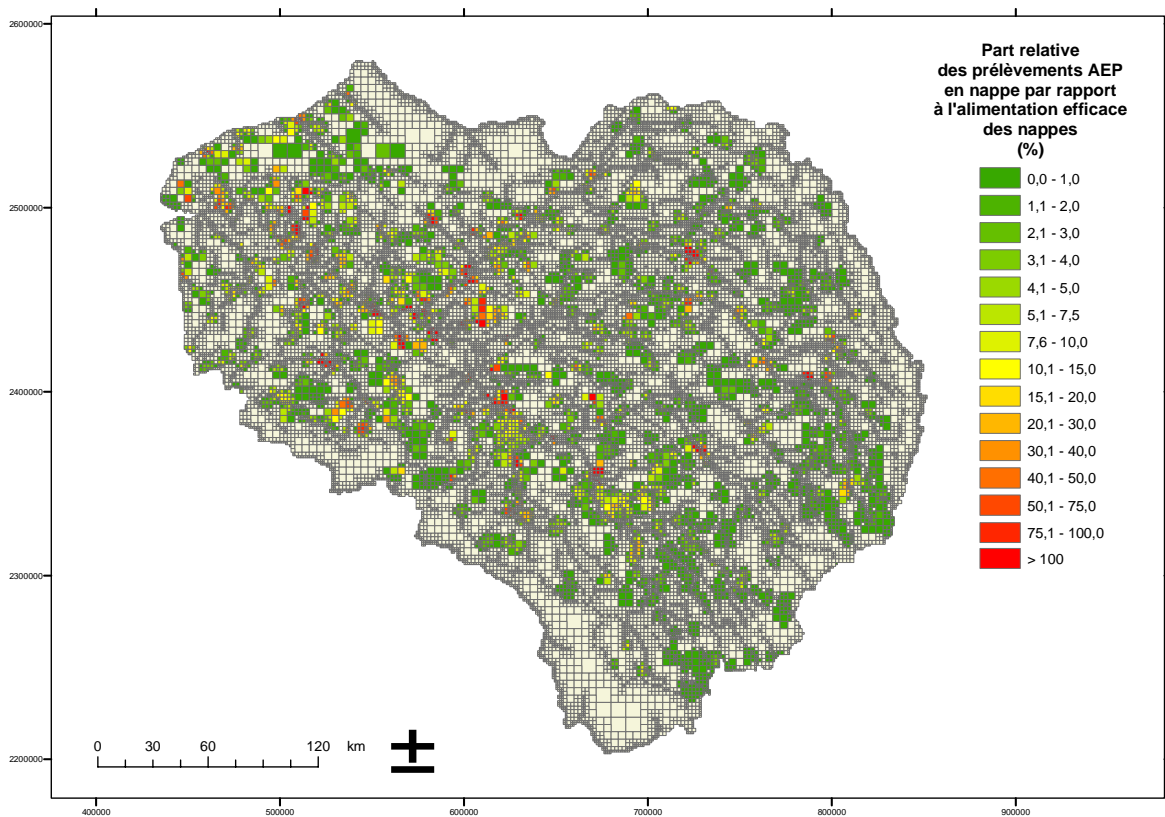 2600000
2500000
2400000
2300000
2200000
Part relative
des prélèvements AEP
en nappe par rapport
à l'alimentation efficace
des nappes
(%)
0,0 - 1,0
1,1 - 2,0
2,1 - 3,0
3,1 - 4,0
4,1 - 5,0
5,1 - 7,5
7,6 - 10,0
10,1 - 15,0
15,1 - 20,0
20,1 - 30,0
30,1 - 40,0
40,1 - 50,0
50,1 - 75,0
75,1 - 100,0
> 100
0 30 60 120 km
400000 500000 600000 700000 800000 900000